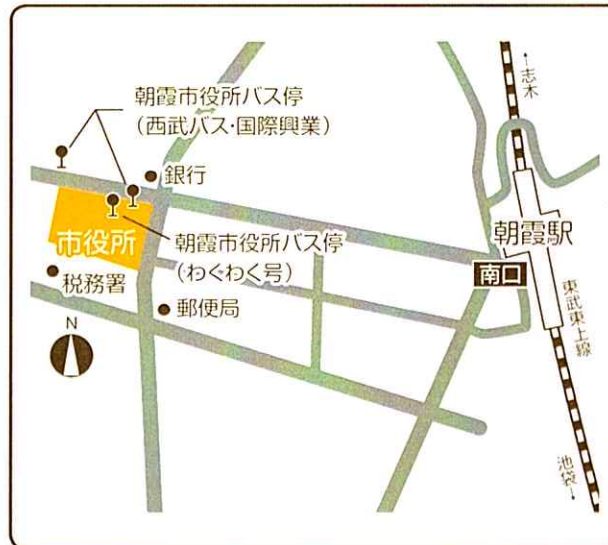 ←志木
朝霞市役所バス停
(西武バス・国際興業)
銀行
朝霞駅
市役所
朝霞市役所バス停
(わくわく号)
南口
税務署
郵便局
東武東上線
N
池袋→